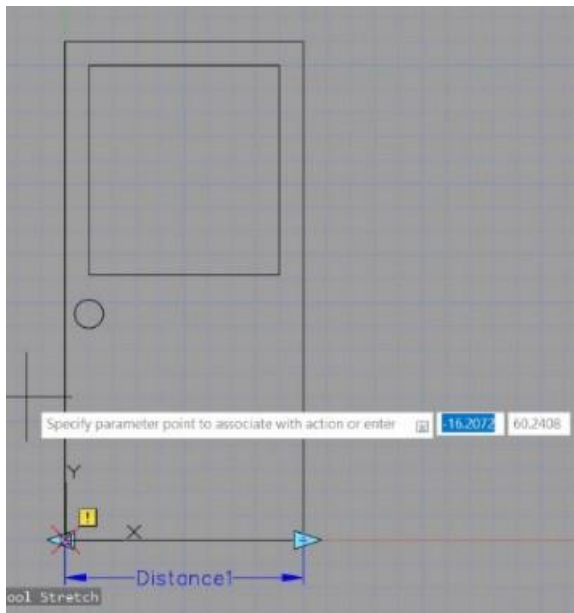 Specify parameter point to associate with action or enter -16.2072 60.2408
Y
!
X
Distance1
ool Stretch